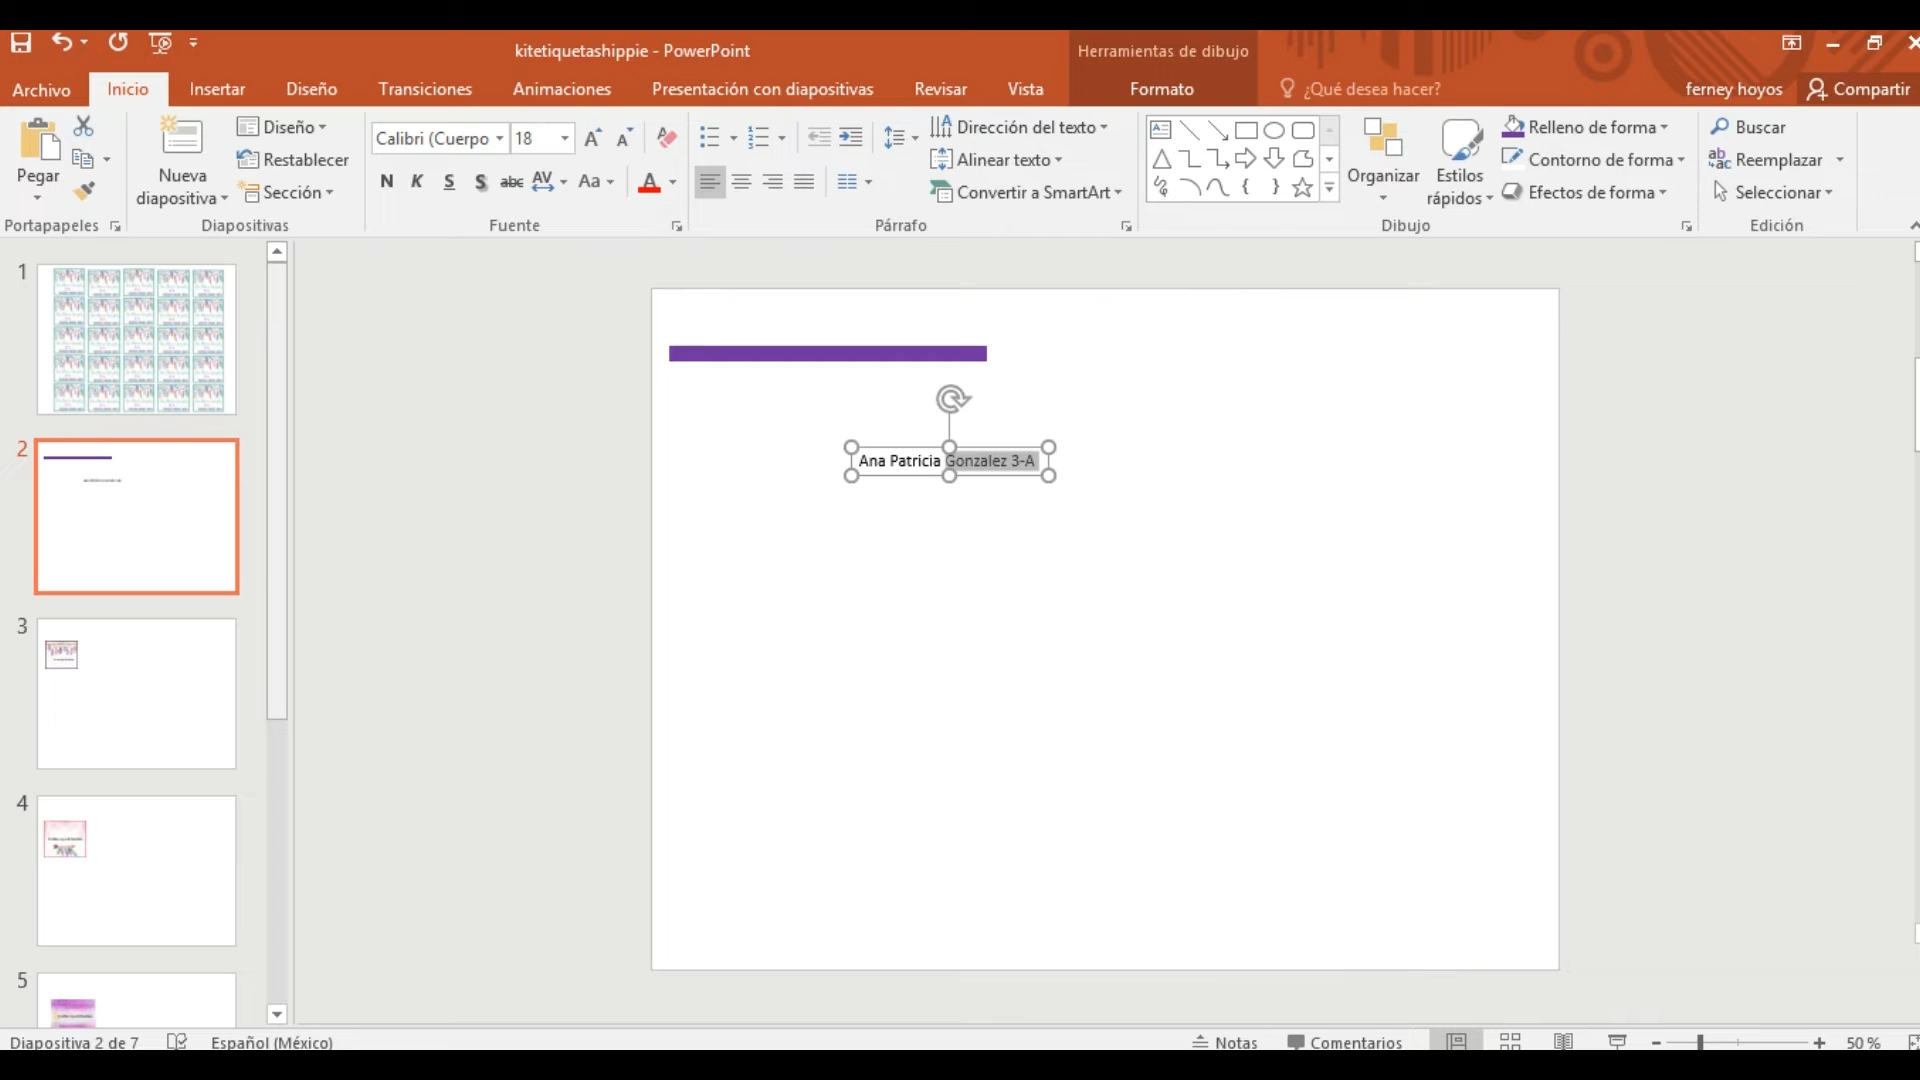 kitetiquetashippie - PowerPoint
Herramientas de dibujo
Archivo
Inicio
Insertar
Diseño
Transiciones
Animaciones
Presentación con diapositivas
Revisar
Vista
Formato
¿Qué desea hacer?
ferney hoyos
Compartir
Pegar
Portapapeles
Nueva
diapositiva
Diseño
Restablecer
Sección
Diapositivas
Calibri (Cuerpo
18
N K S S abc AV Aa A
Fuente
Dirección del texto
Alinear texto
Convertir a SmartArt
Párrafo
Organizar
Estilos
rápidos
Relleno de forma
Contorno de forma
Efectos de forma
Dibujo
Buscar
Reemplazar
Seleccionar
Edición
1
2
3
4
5
Ana Patricia Gonzalez 3-A
Diapositiva 2 de 7
Español (México)
Notas
Comentarios
50 %